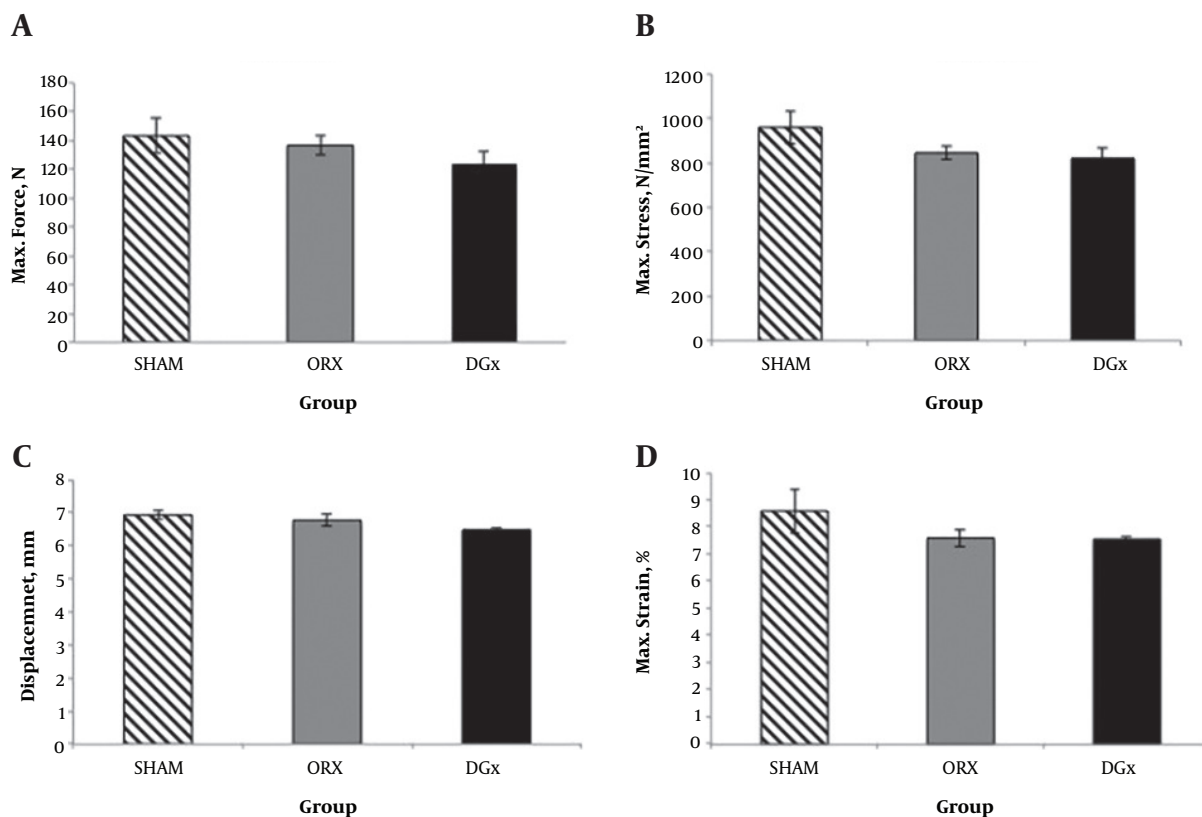 A
Max. Force, N
180
160
140
120
100
80
60
40
20
0
SHAM ORX DGx
Group
B
Max. Stress, N/mm²
1200
1000
800
600
400
200
0
SHAM ORX DGx
Group
C
Displacemnet, mm
8
7
6
5
4
3
2
1
0
SHAM ORX DGx
Group
D
Max. Strain, %
10
9
8
7
6
5
4
3
2
1
0
SHAM ORX DGx
Group